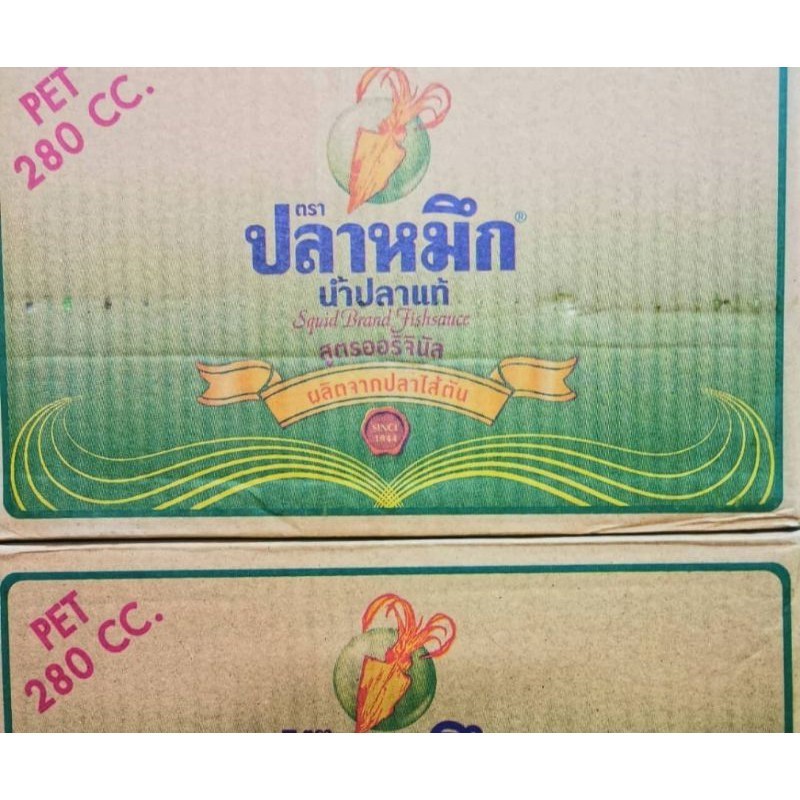 PET
280 CC.
ตรา
ปลาหมึก®
น้ำปลาแท้
Squid Brand Fishsauce
สูตรออริจินัล
ผลิตจากปลาไส้ตัน
SINCE
1944
PET
280 CC.